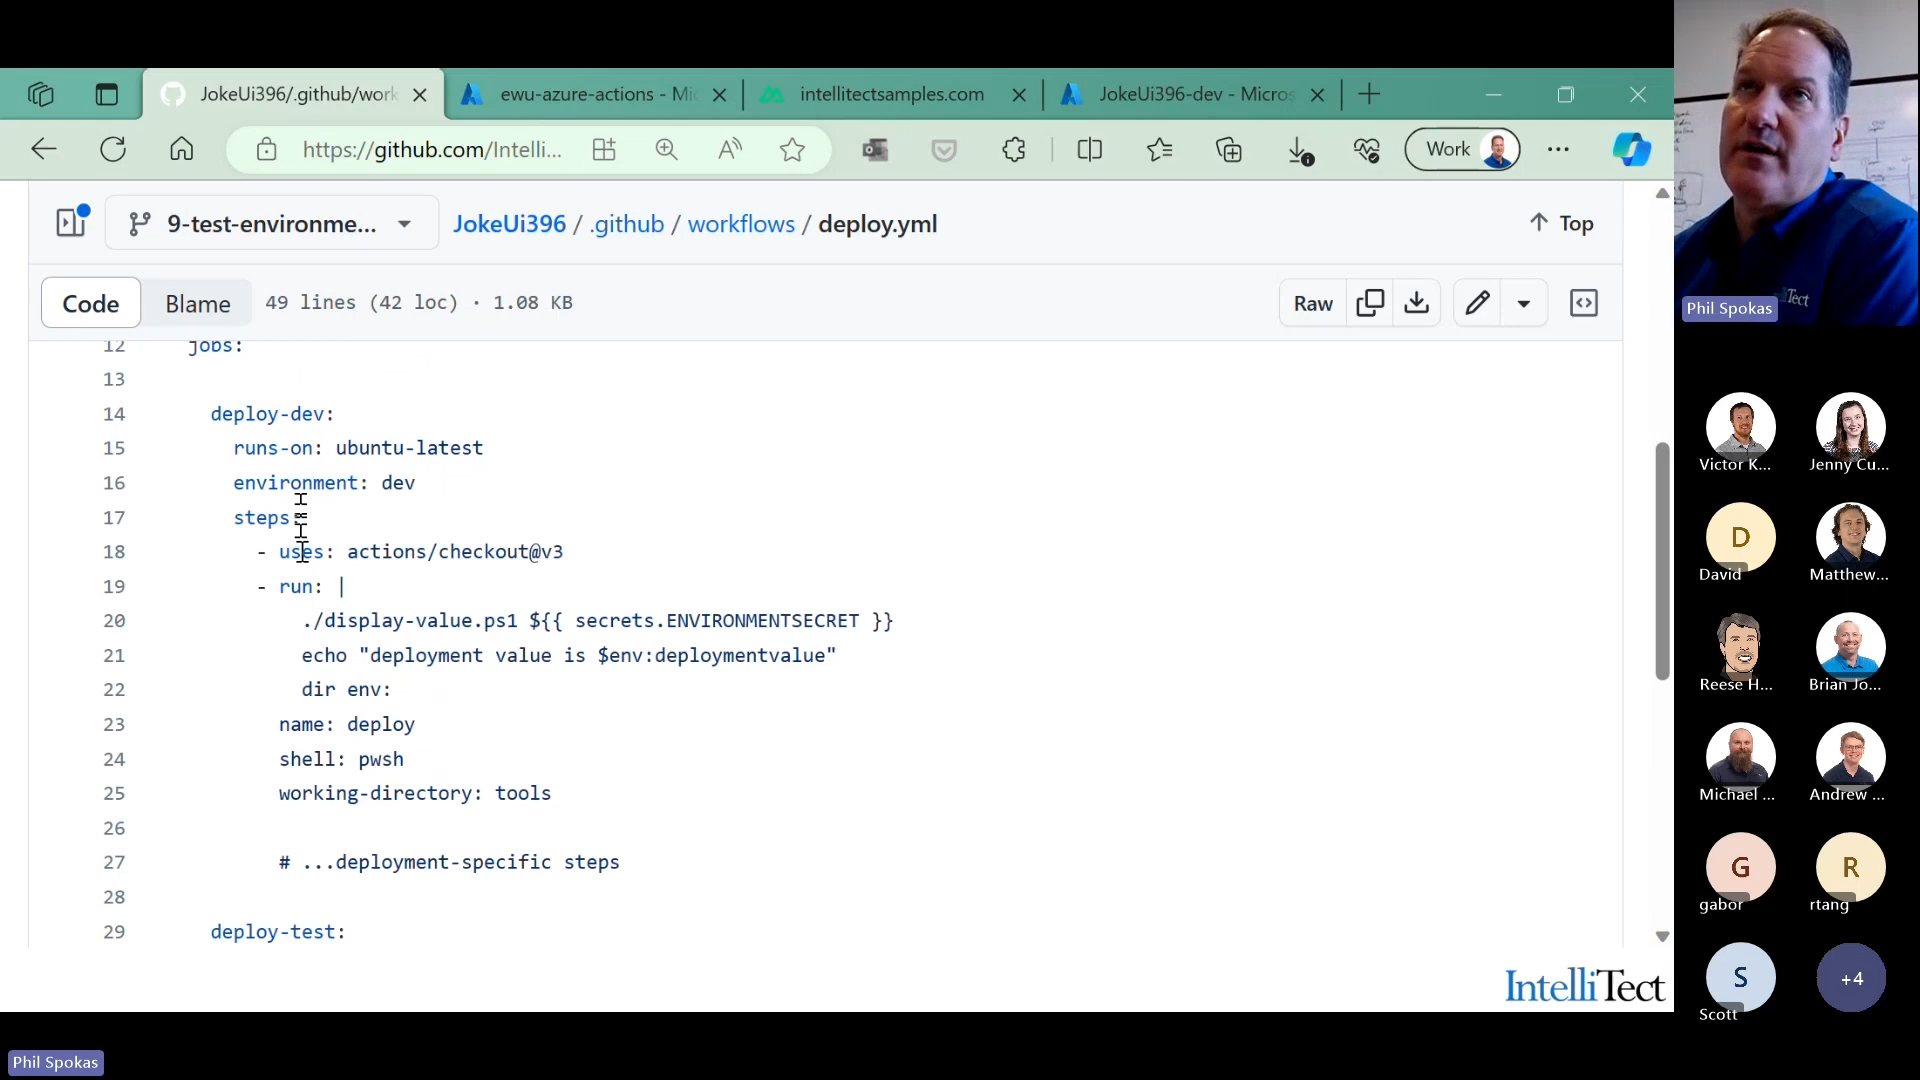 JokeUi396/.github/work
ewu-azure-actions - Mic
intellitectsamples.com
JokeUi396-dev - Micros
https://github.com/Intelli...
Work
9-test-environme...
JokeUi396 / .github / workflows / deploy.yml
Top
Code
Blame
49 lines (42 loc) · 1.08 KB
Raw
12 jobs:
13
14 deploy-dev:
15 runs-on: ubuntu-latest
16 environment: dev
17 steps:
18 - uses: actions/checkout@v3
19 - run: |
20 ./display-value.ps1 ${{ secrets.ENVIRONMENTSECRET }}
21 echo "deployment value is $env:deploymentvalue"
22 dir env:
23 name: deploy
24 shell: pwsh
25 working-directory: tools
26
27 # ...deployment-specific steps
28
29 deploy-test:
IntelliTect
Phil Spokas
Victor K...
Jenny Cu...
D
David
Matthew...
Reese H...
Brian Jo...
Michael ...
Andrew ...
G
gabor
R
rtang
S
Scott
+4
Phil Spokas